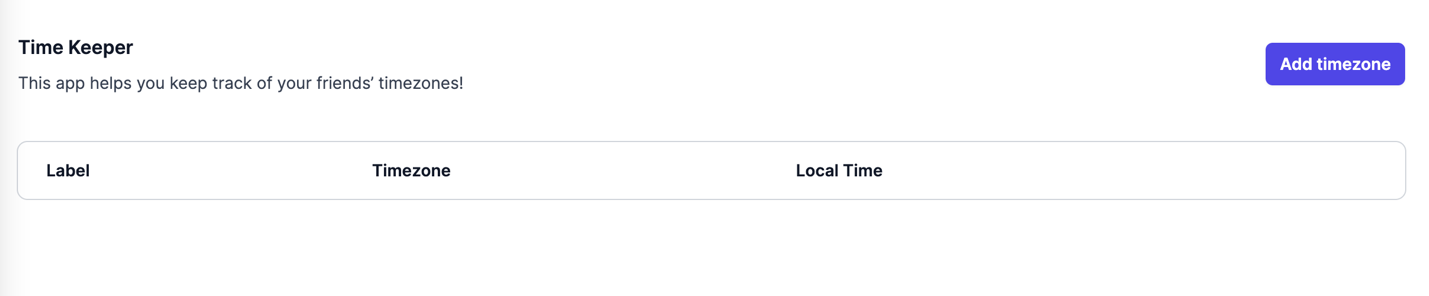 Time Keeper
This app helps you keep track of your friends’ timezones!
Add timezone
Label Timezone Local Time